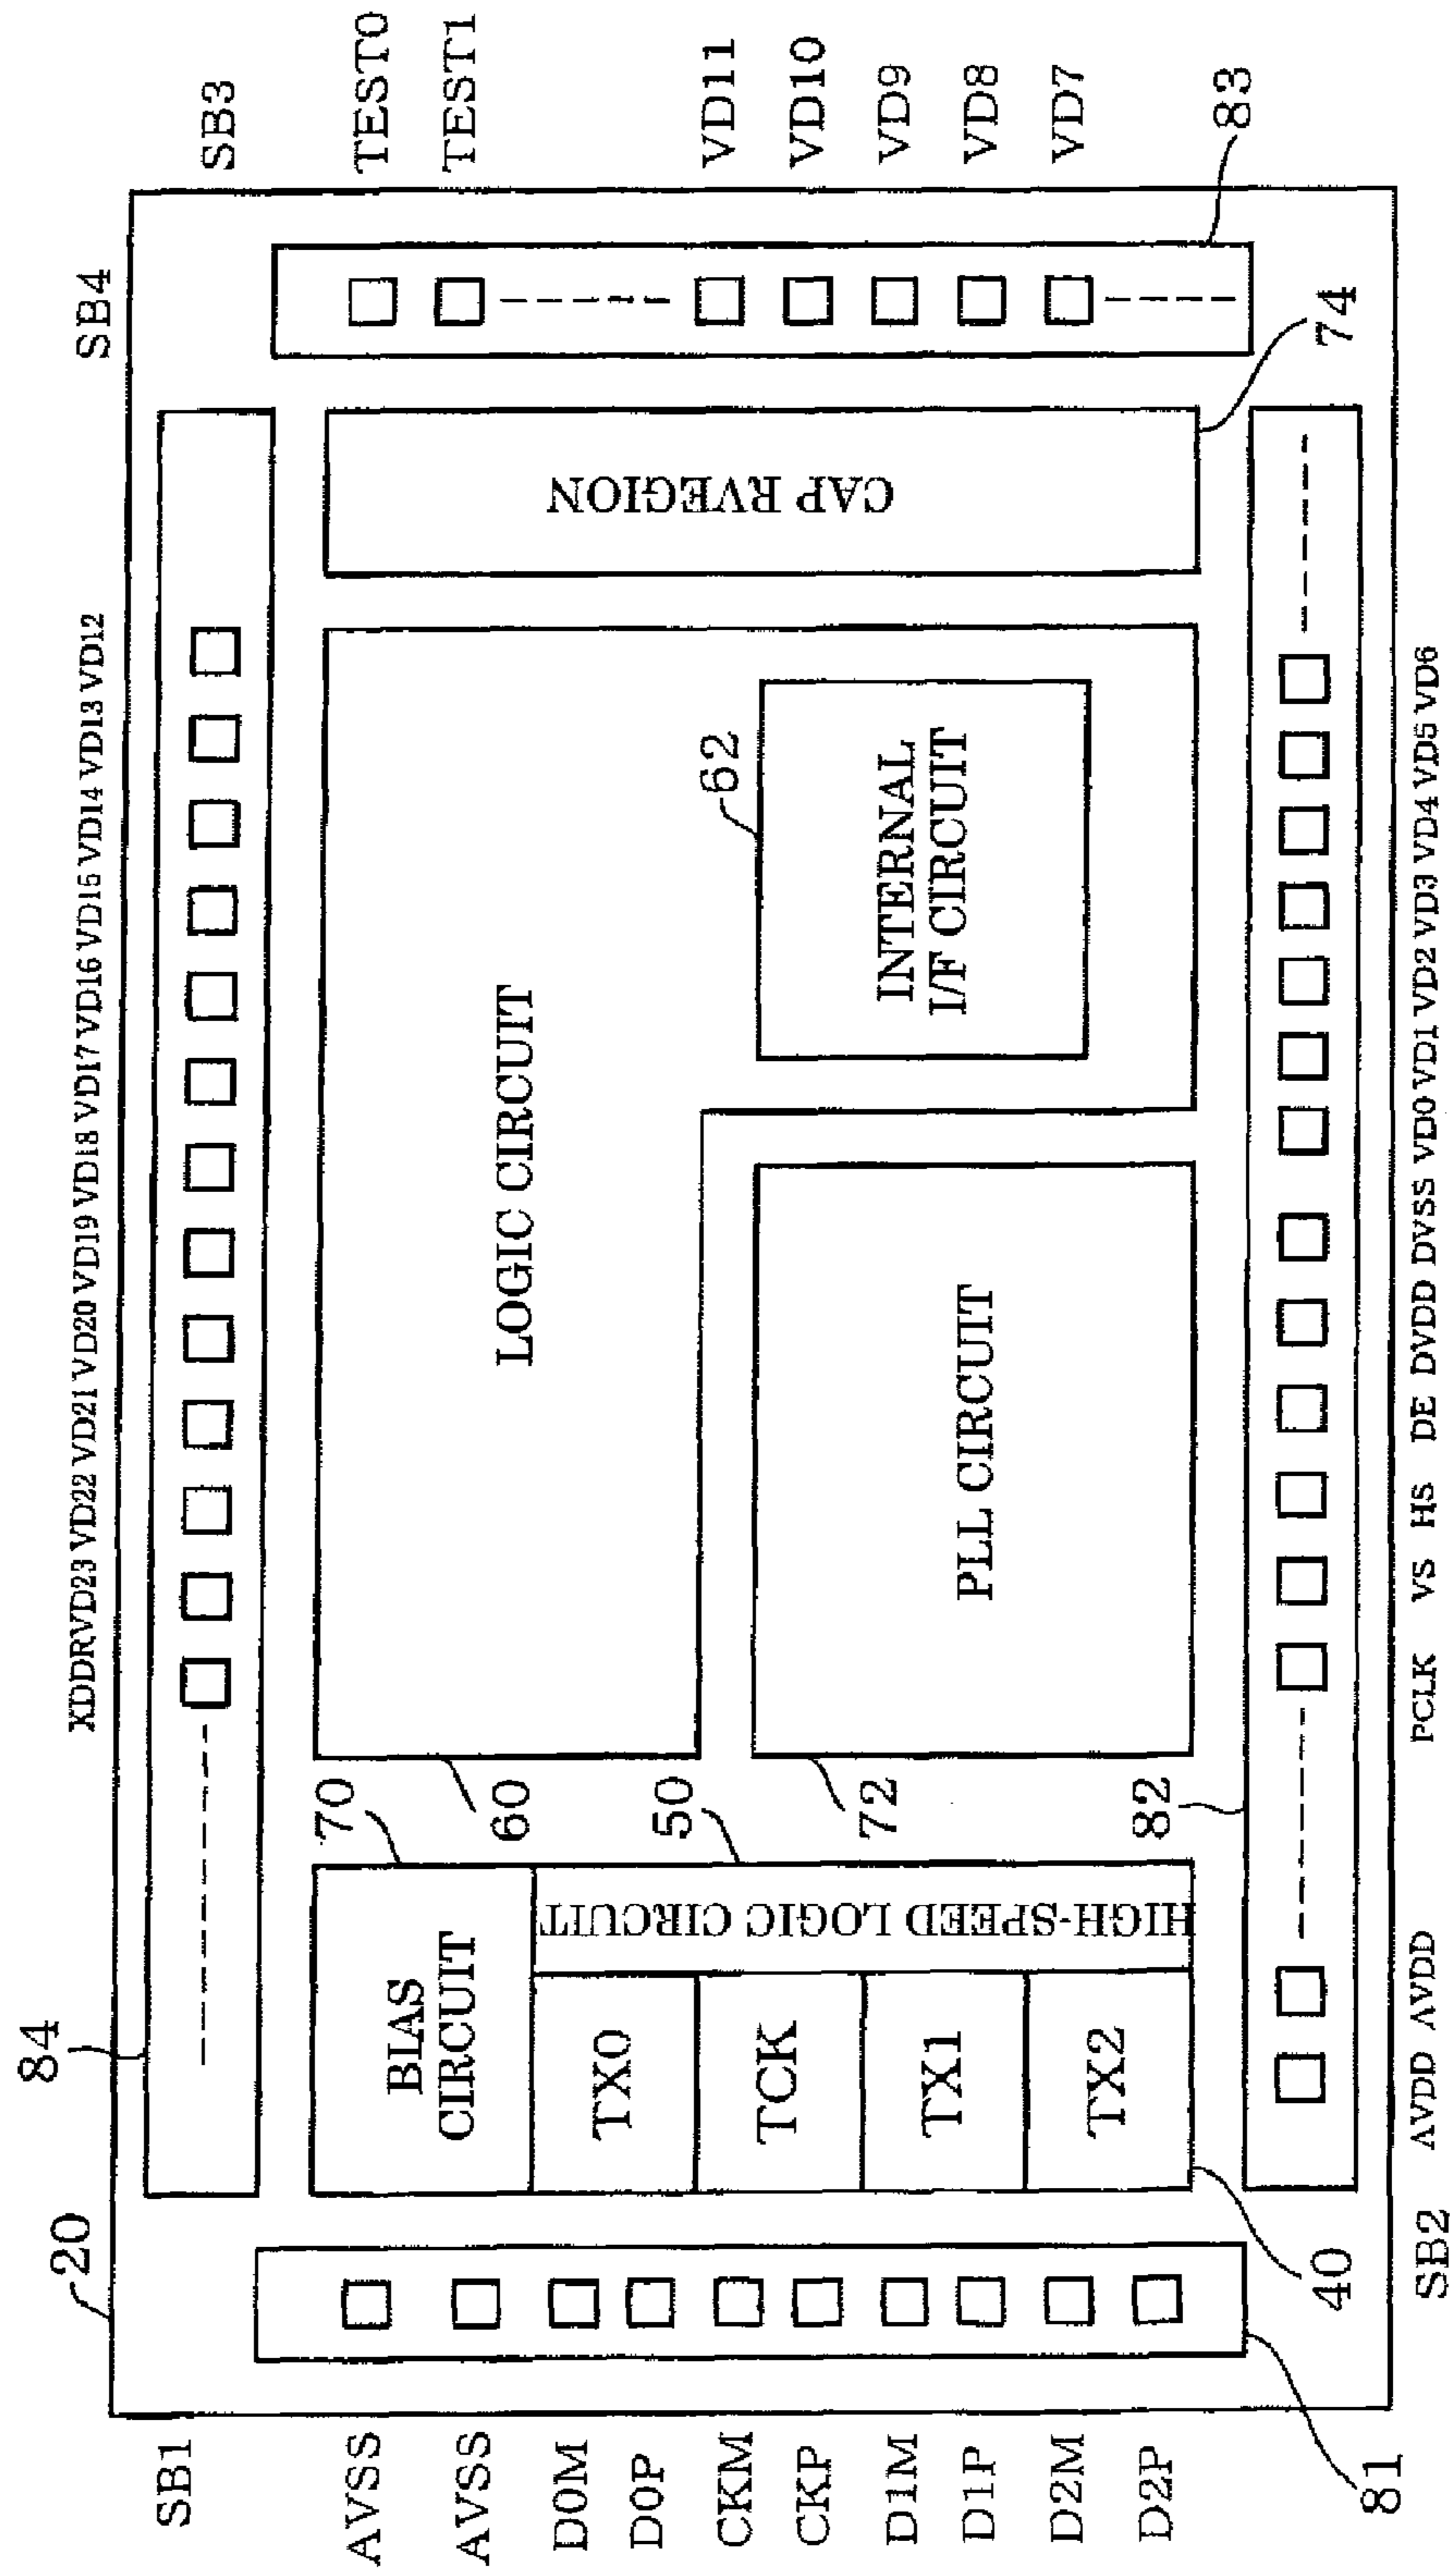 20
84
SB1
XDDRVD23 VD22 VD21 VD20 VD19 VD18 VD17 VD16 VD15 VD14 VD13 VD12
SB4
SB3
AVSS
AVSS
D0M
D0P
CKM
CKP
D1M
D1P
D2M
D2P
81
BLAS
CIRCUIT
TX0
TCK
TX1
TX2
40
HIGH-SPEED LOGIC CIRCUIT
70
60
50
72
82
LOGIC CIRCUIT
PLL CIRCUIT
62
INTERNAL
I/F CIRCUIT
CAP RVEGION
74
TEST0
TEST1
VD11
VD10
VD9
VD8
VD7
83
SB2
AVDD AVDD PCLK VS HS DE DVDD DVSS VD0 VD1 VD2 VD3 VD4 VD5 VD6